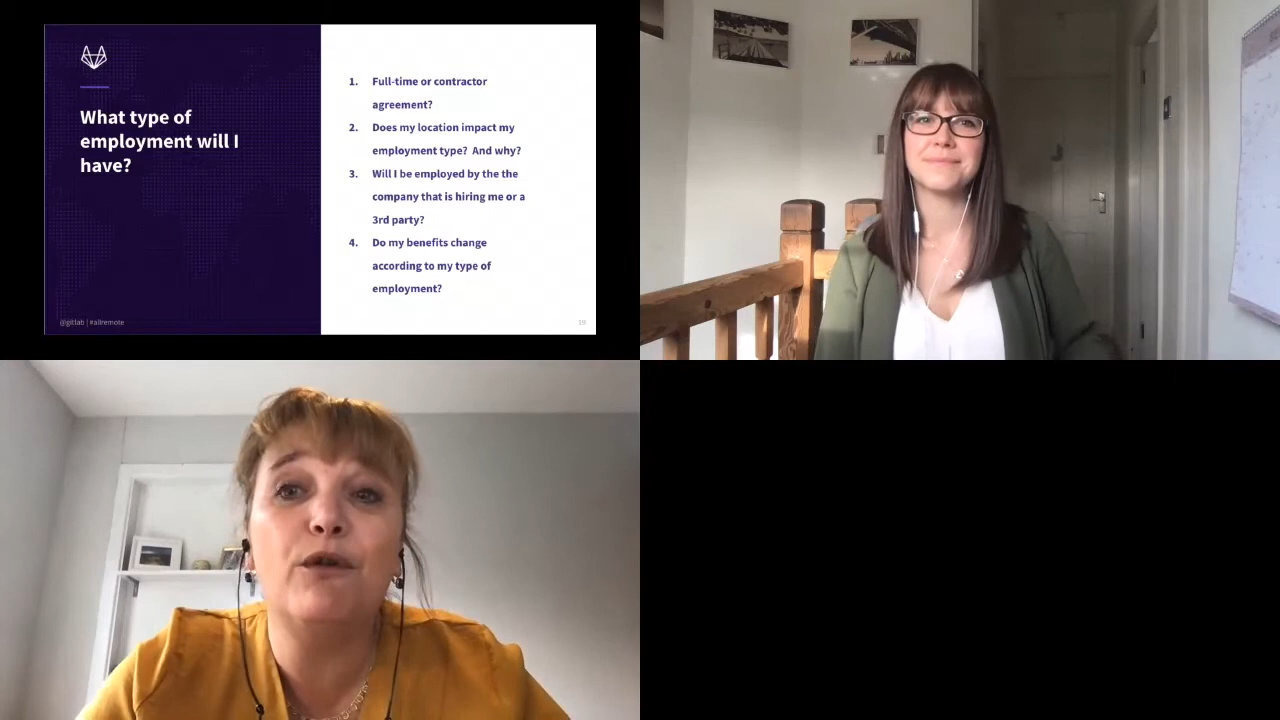 What type of
employment will I
have?
1. Full-time or contractor
agreement?
2. Does my location impact my
employment type? And why?
3. Will I be employed by the the
company that is hiring me or a
3rd party?
4. Do my benefits change
according to my type of
employment?
@gitlab | #allremote
19